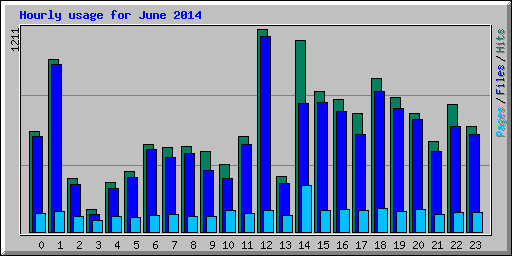 Hourly usage for June 2014
1211
Pages / Files / Hits
0 1 2 3 4 5 6 7 8 9 10 11 12 13 14 15 16 17 18 19 20 21 22 23